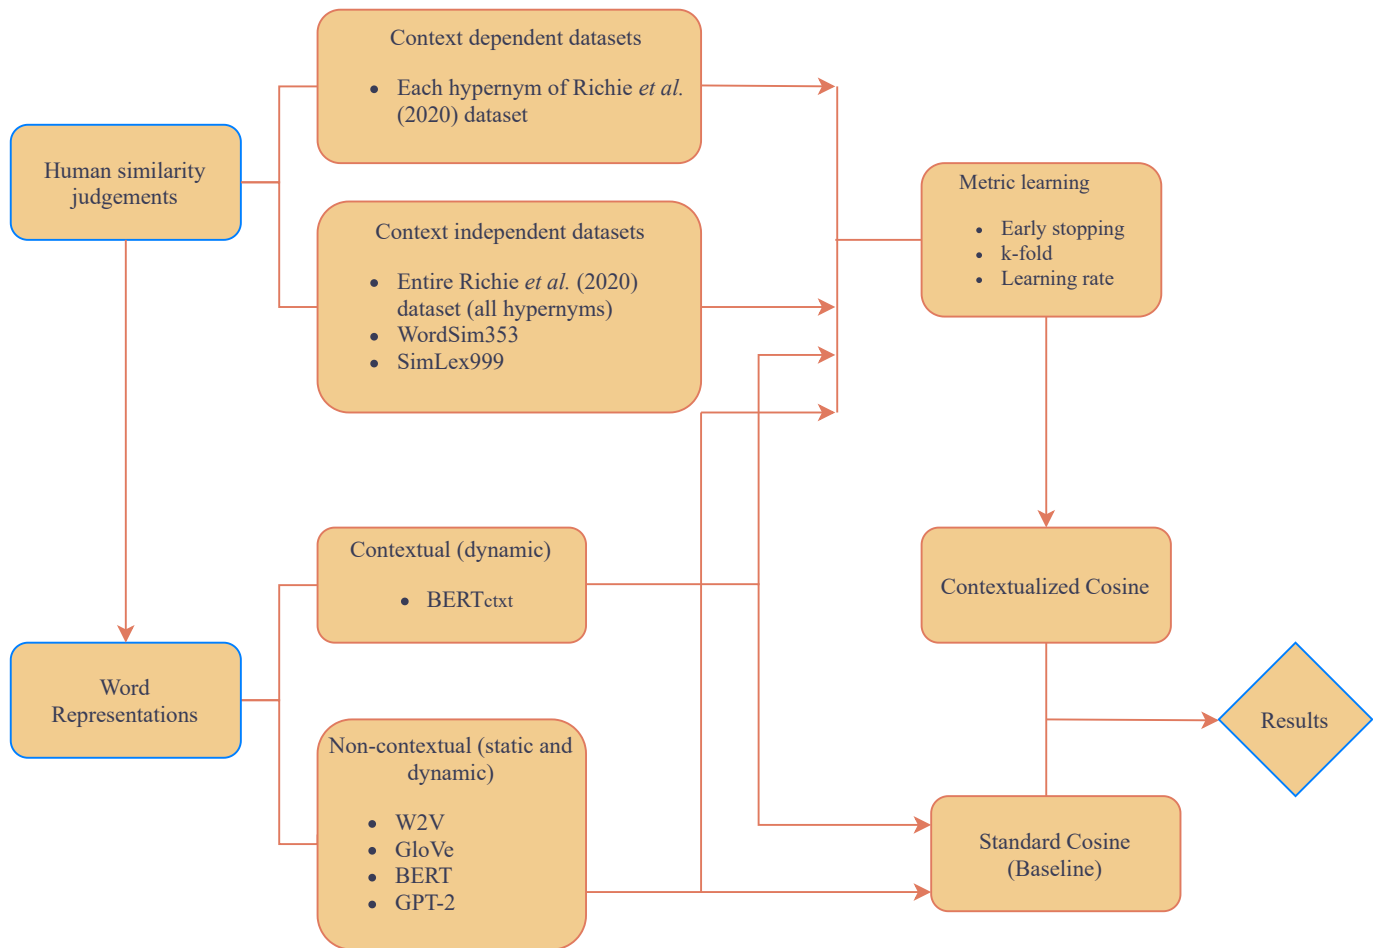 Context dependent datasets
• Each hypernym of Richie et al.
(2020) dataset
Human similarity
judgements
Context independent datasets
• Entire Richie et al. (2020)
dataset (all hypernyms)
• WordSim353
• SimLex999
Metric learning
• Early stopping
• k-fold
• Learning rate
Contextual (dynamic)
• BERTctxt
Contextualized Cosine
Word
Representations
Results
Non-contextual (static and
dynamic)
• W2V
• GloVe
• BERT
• GPT-2
Standard Cosine
(Baseline)